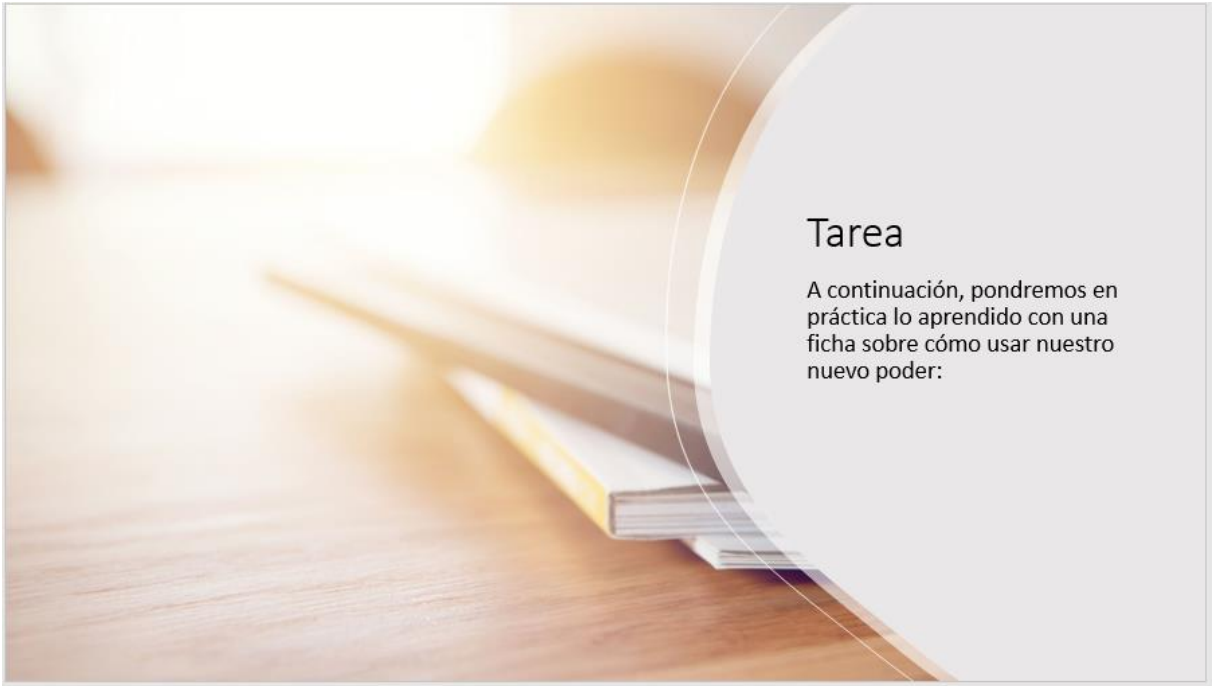 Tarea
A continuación, pondremos en
práctica lo aprendido con una
ficha sobre cómo usar nuestro
nuevo poder: